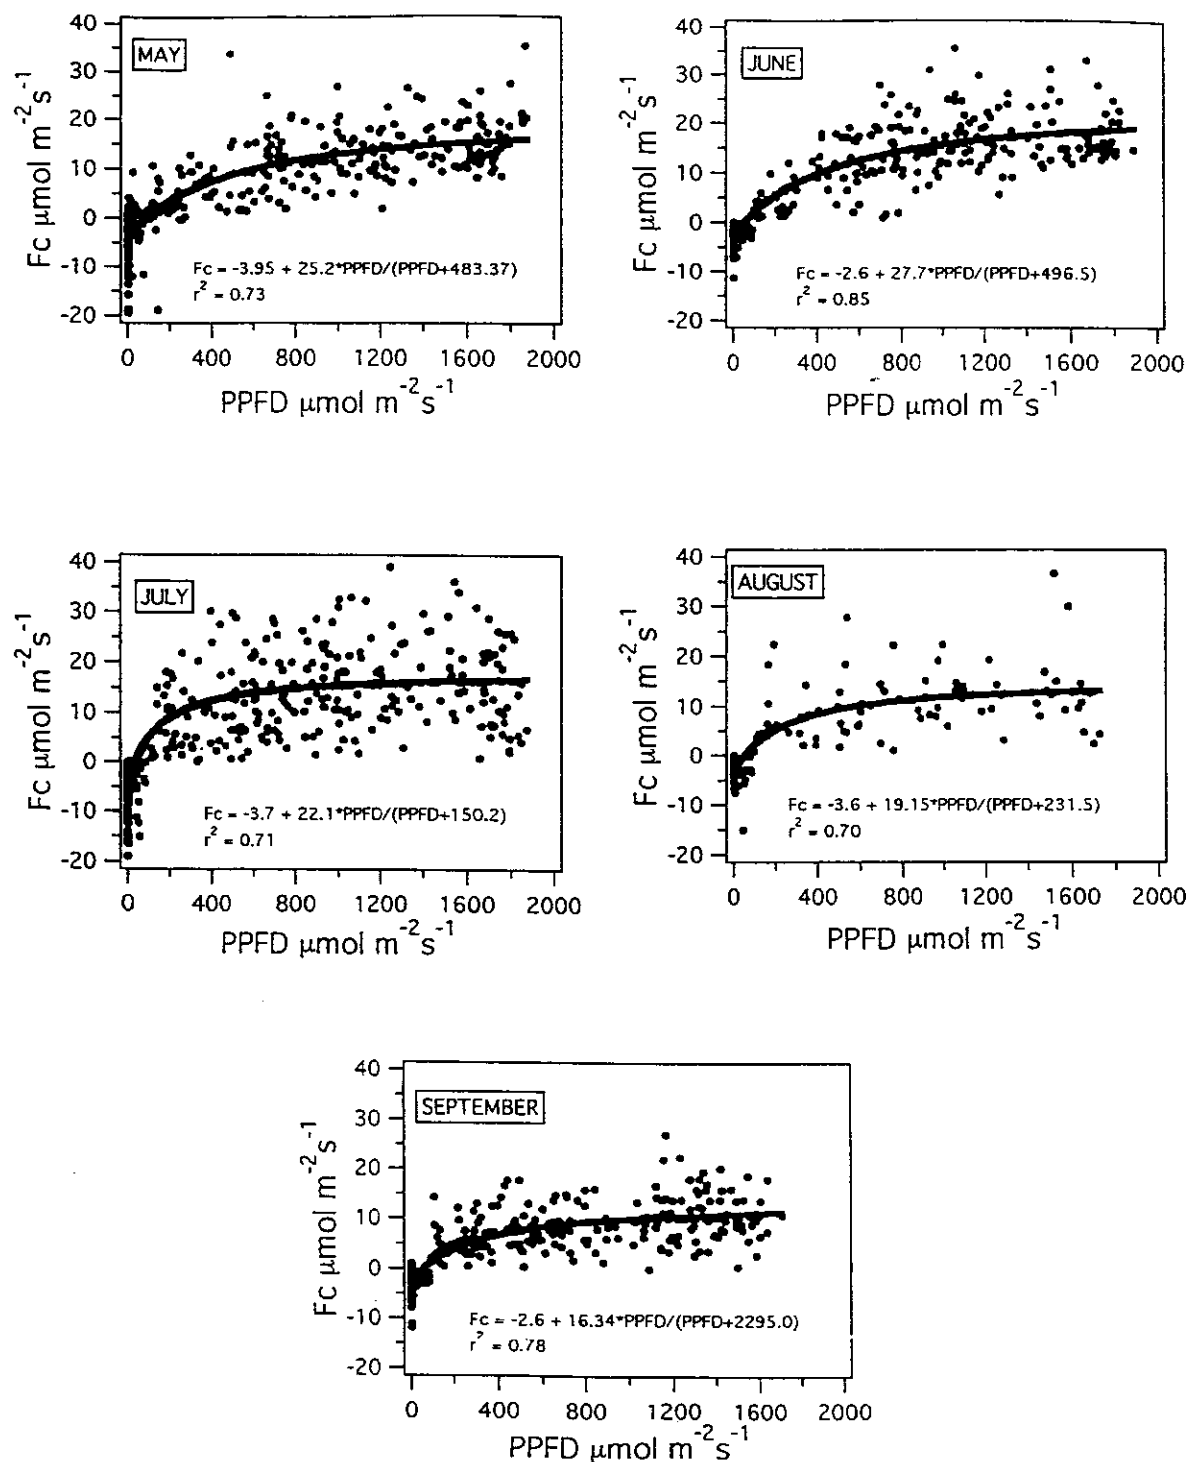 MAY
40
30
20
10
0
-10
-20
Fc μmol m⁻²s⁻¹
Fc = -3.95 + 25.2*PPFD/(PPFD+483.37)
r² = 0.73
0 400 800 1200 1600 2000
PPFD μmol m⁻²s⁻¹
JUNE
40
30
20
10
0
-10
-20
Fc μmol m⁻²s⁻¹
Fc = -2.6 + 27.7*PPFD/(PPFD+496.5)
r² = 0.85
0 400 800 1200 1600 2000
PPFD μmol m⁻²s⁻¹
JULY
40
30
20
10
0
-10
-20
Fc μmol m⁻²s⁻¹
Fc = -3.7 + 22.1*PPFD/(PPFD+150.2)
r² = 0.71
0 400 800 1200 1600 2000
PPFD μmol m⁻²s⁻¹
AUGUST
40
30
20
10
0
-10
-20
Fc μmol m⁻²s⁻¹
Fc = -3.6 + 19.15*PPFD/(PPFD+231.5)
r² = 0.70
0 400 800 1200 1600 2000
PPFD μmol m⁻²s⁻¹
SEPTEMBER
40
30
20
10
0
-10
-20
Fc μmol m⁻²s⁻¹
Fc = -2.6 + 16.34*PPFD/(PPFD+2295.0)
r² = 0.78
0 400 800 1200 1600 2000
PPFD μmol m⁻²s⁻¹